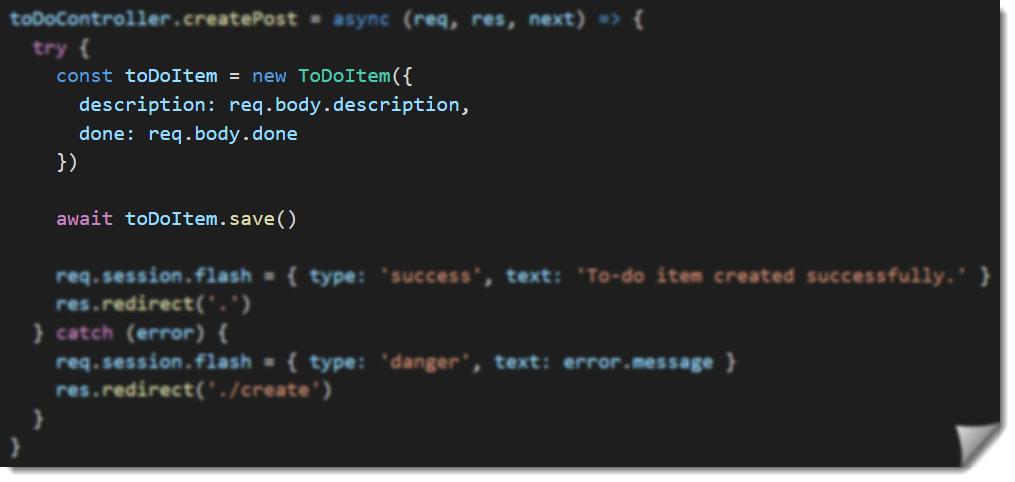 toDoController.createPost = async (req, res, next) => {
  try {
    const toDoItem = new ToDoItem({
      description: req.body.description,
      done: req.body.done
    })

    await toDoItem.save()

    req.session.flash = { type: 'success', text: 'To-do item created successfully.' }
    res.redirect('.')
  } catch (error) {
    req.session.flash = { type: 'danger', text: error.message }
    res.redirect('./create')
  }
}